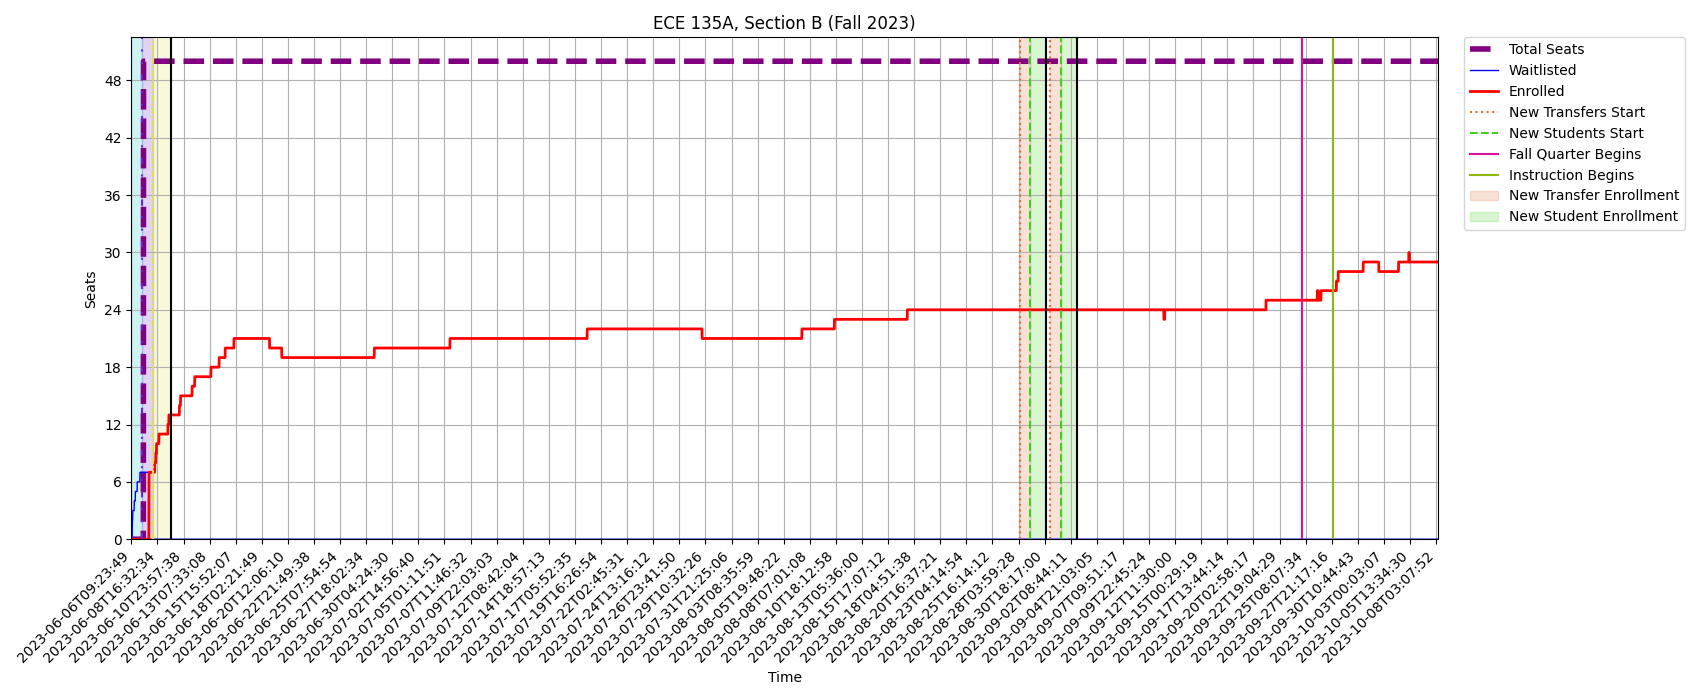 ECE 135A, Section B (Fall 2023)
Total Seats
Waitlisted
Enrolled
New Transfers Start
New Students Start
Fall Quarter Begins
Instruction Begins
New Transfer Enrollment
New Student Enrollment
Seats
48
42
36
30
24
18
12
6
0
2023-06-06T09:23:49
2023-06-08T16:32:34
2023-06-10T23:57:38
2023-06-13T07:33:08
2023-06-15T15:52:07
2023-06-18T02:21:49
2023-06-20T12:06:10
2023-06-22T21:49:38
2023-06-25T07:54:54
2023-06-27T18:02:34
2023-06-30T04:24:30
2023-07-02T14:56:40
2023-07-05T01:11:51
2023-07-07T11:46:32
2023-07-09T22:03:03
2023-07-12T08:42:04
2023-07-14T18:57:13
2023-07-17T05:52:35
2023-07-19T16:26:54
2023-07-22T02:45:31
2023-07-24T13:16:12
2023-07-26T23:41:50
2023-07-29T10:32:26
2023-07-31T21:25:06
2023-08-03T08:35:59
2023-08-05T19:48:22
2023-08-08T07:01:08
2023-08-10T18:12:58
2023-08-13T05:36:00
2023-08-15T17:07:12
2023-08-18T04:51:38
2023-08-20T16:37:21
2023-08-23T04:14:54
2023-08-25T16:14:12
2023-08-28T03:59:28
2023-08-30T18:17:00
2023-09-02T08:44:11
2023-09-04T21:03:05
2023-09-07T09:51:17
2023-09-09T22:45:24
2023-09-12T11:30:00
2023-09-15T00:29:19
2023-09-17T13:44:14
2023-09-20T02:58:17
2023-09-22T19:04:29
2023-09-25T08:07:34
2023-09-27T21:17:16
2023-09-30T10:44:43
2023-10-03T00:03:07
2023-10-05T13:34:30
2023-10-08T03:07:52
Time